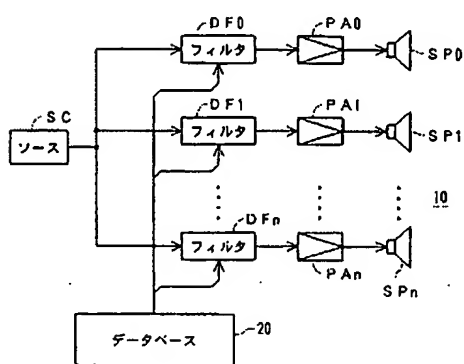 DF0
フィルタ
PA0
SP0
DF1
フィルタ
PA1
SP1
SC
ソース
10
DFn
フィルタ
PAn
SPn
データベース
20